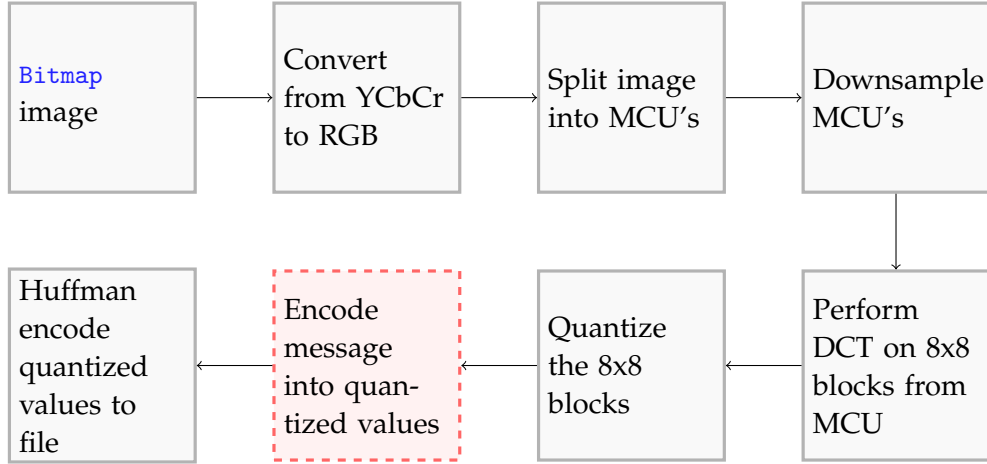 Bitmap
image
Convert
from YCbCr
to RGB
Split image
into MCU's
Downsample
MCU's
Huffman
encode
quantized
values to
file
Encode
message
into quan-
tized values
Quantize
the 8x8
blocks
Perform
DCT on 8x8
blocks from
MCU